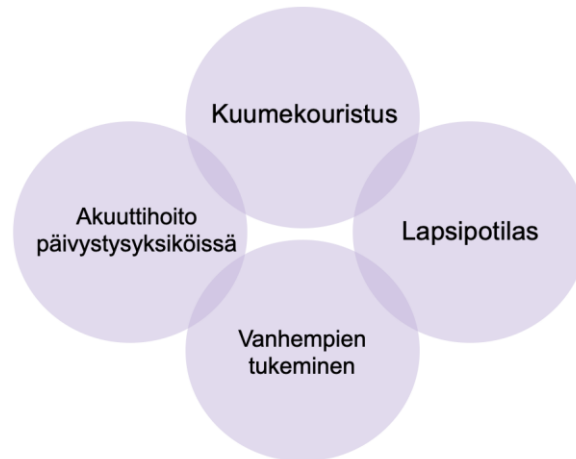 Kuumekouristus
Akuuttihoito
päivystysyksiköissä
Lapsipotilas
Vanhempien
tukeminen